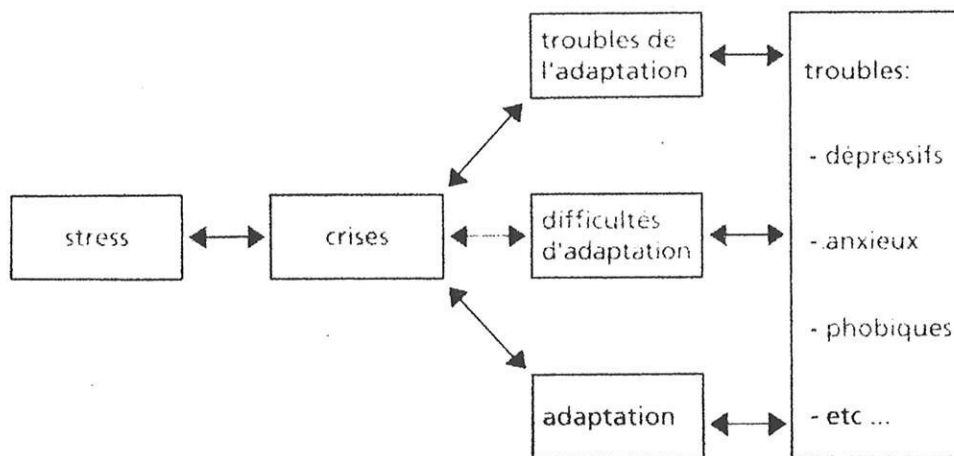 stress
crises
troubles de
l'adaptation
difficultés
d'adaptation
adaptation
troubles:
- dépressifs
- anxieux
- phobiques
- etc ...